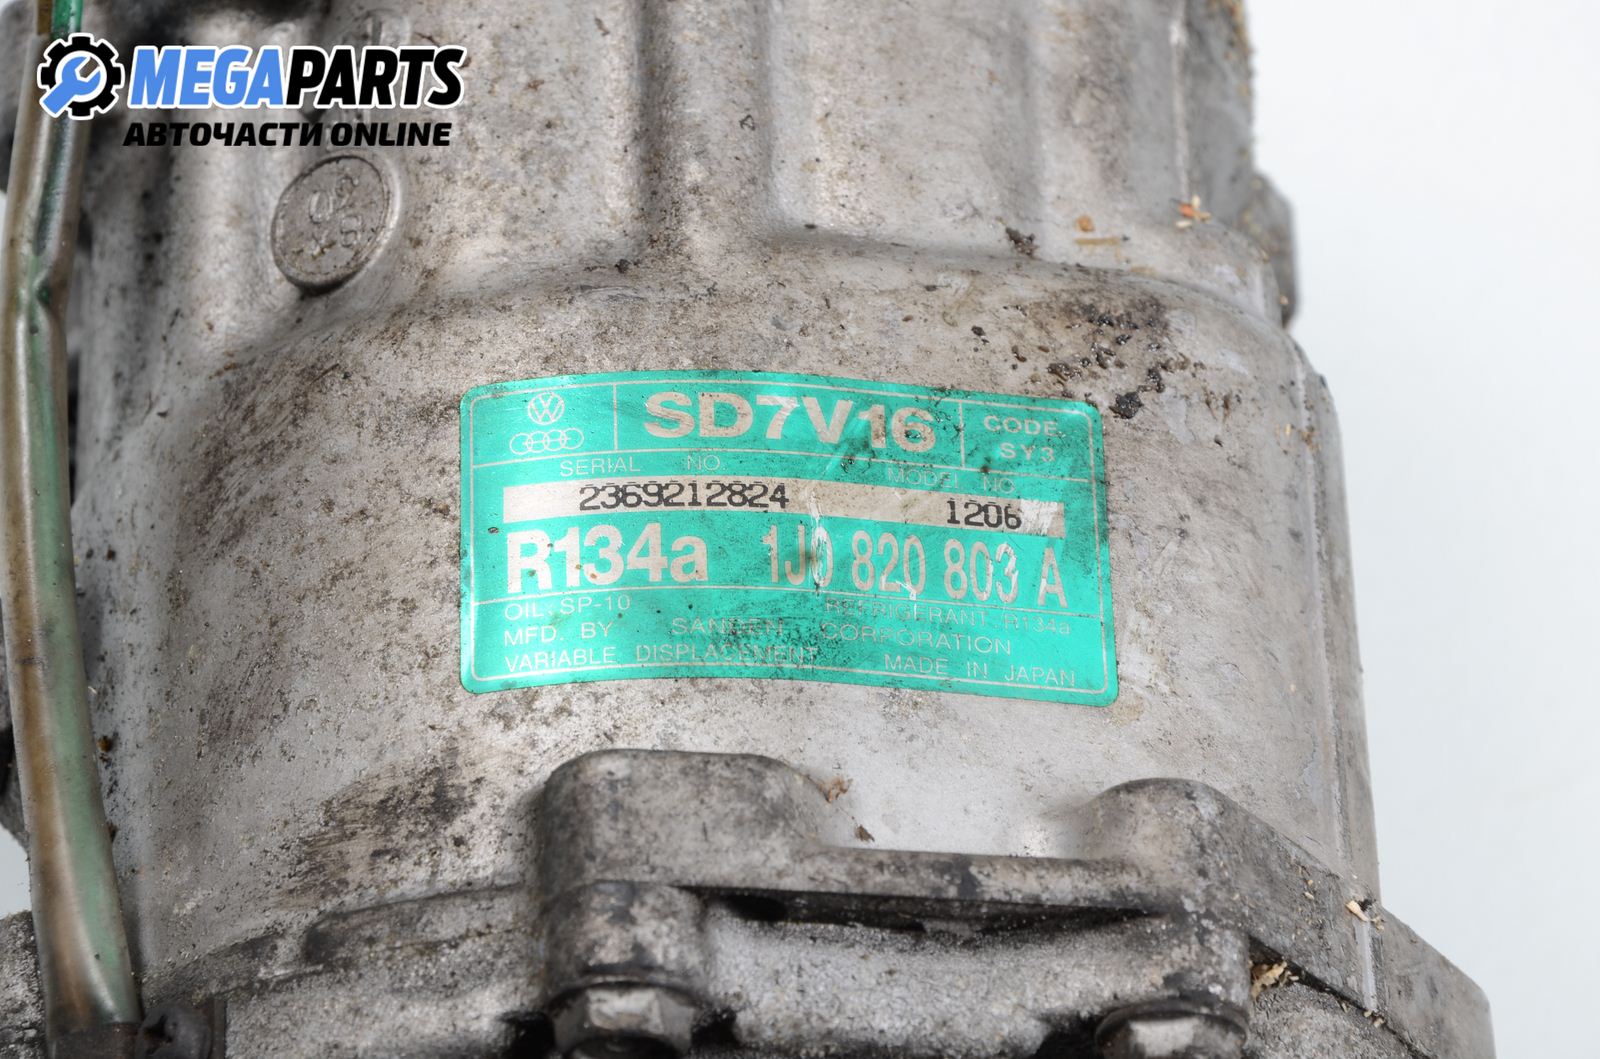 MEGAPARTS
АВТОЧАСТИ ONLINE
SD7V16
CODE.
SY3
SERIAL NO.
MODEL NO.
2369212824
1206
R134a
1J0 820 803 A
OIL: SP-10
REFRIGERANT R134a
MFD. BY SANDEN CORPORATION
VARIABLE DISPLACEMENT
MADE IN JAPAN